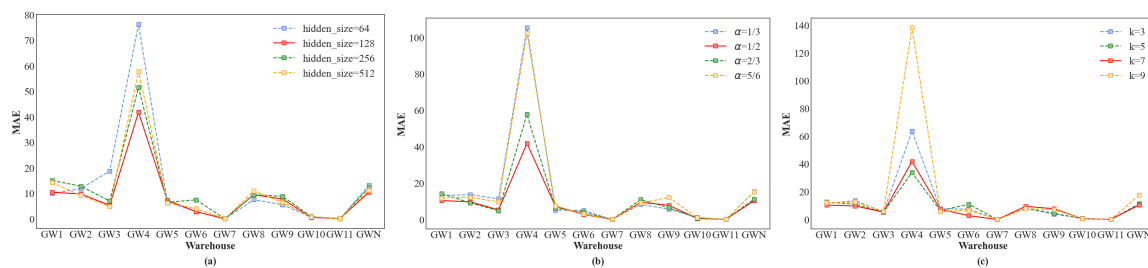 80
70
60
50
40
30
20
10
0
MAE
hidden_size=64
hidden_size=128
hidden_size=256
hidden_size=512
GW1 GW2 GW3 GW4 GW5 GW6 GW7 GW8 GW9 GW10 GW11 GWN
Warehouse
(a)
100
80
60
40
20
0
MAE
α=1/3
α=1/2
α=2/3
α=5/6
GW1 GW2 GW3 GW4 GW5 GW6 GW7 GW8 GW9 GW10 GW11 GWN
Warehouse
(b)
140
120
100
80
60
40
20
0
MAE
k=3
k=5
k=7
k=9
GW1 GW2 GW3 GW4 GW5 GW6 GW7 GW8 GW9 GW10 GW11 GWN
Warehouse
(c)